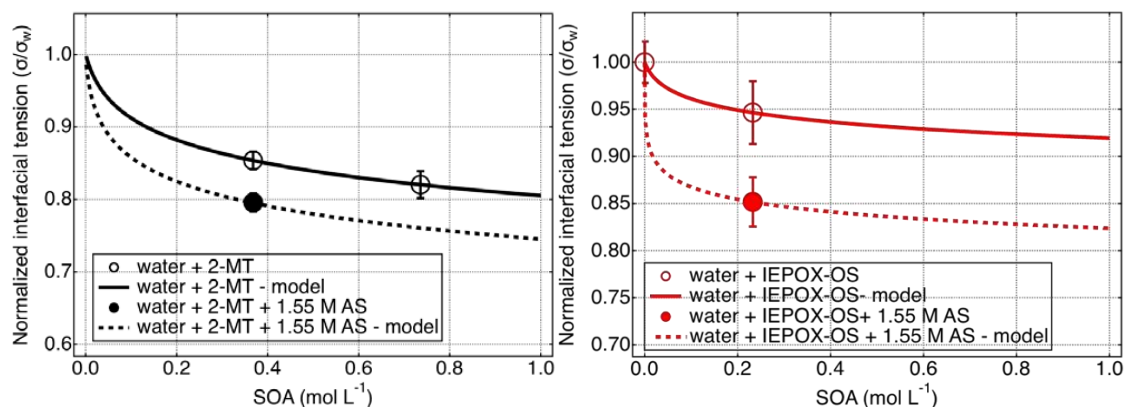 Normalized interfacial tension (σ/σw)
1.0
0.9
0.8
0.7
0.6
water + 2-MT
water + 2-MT - model
water + 2-MT + 1.55 M AS
water + 2-MT + 1.55 M AS - model
0.0 0.2 0.4 0.6 0.8 1.0
SOA (mol L⁻¹)
Normalized interfacial tension (σ/σw)
1.00
0.95
0.90
0.85
0.80
0.75
0.70
water + IEPOX-OS
water + IEPOX-OS- model
water + IEPOX-OS+ 1.55 M AS
water + IEPOX-OS + 1.55 M AS - model
0.0 0.2 0.4 0.6 0.8 1.0
SOA (mol L⁻¹)